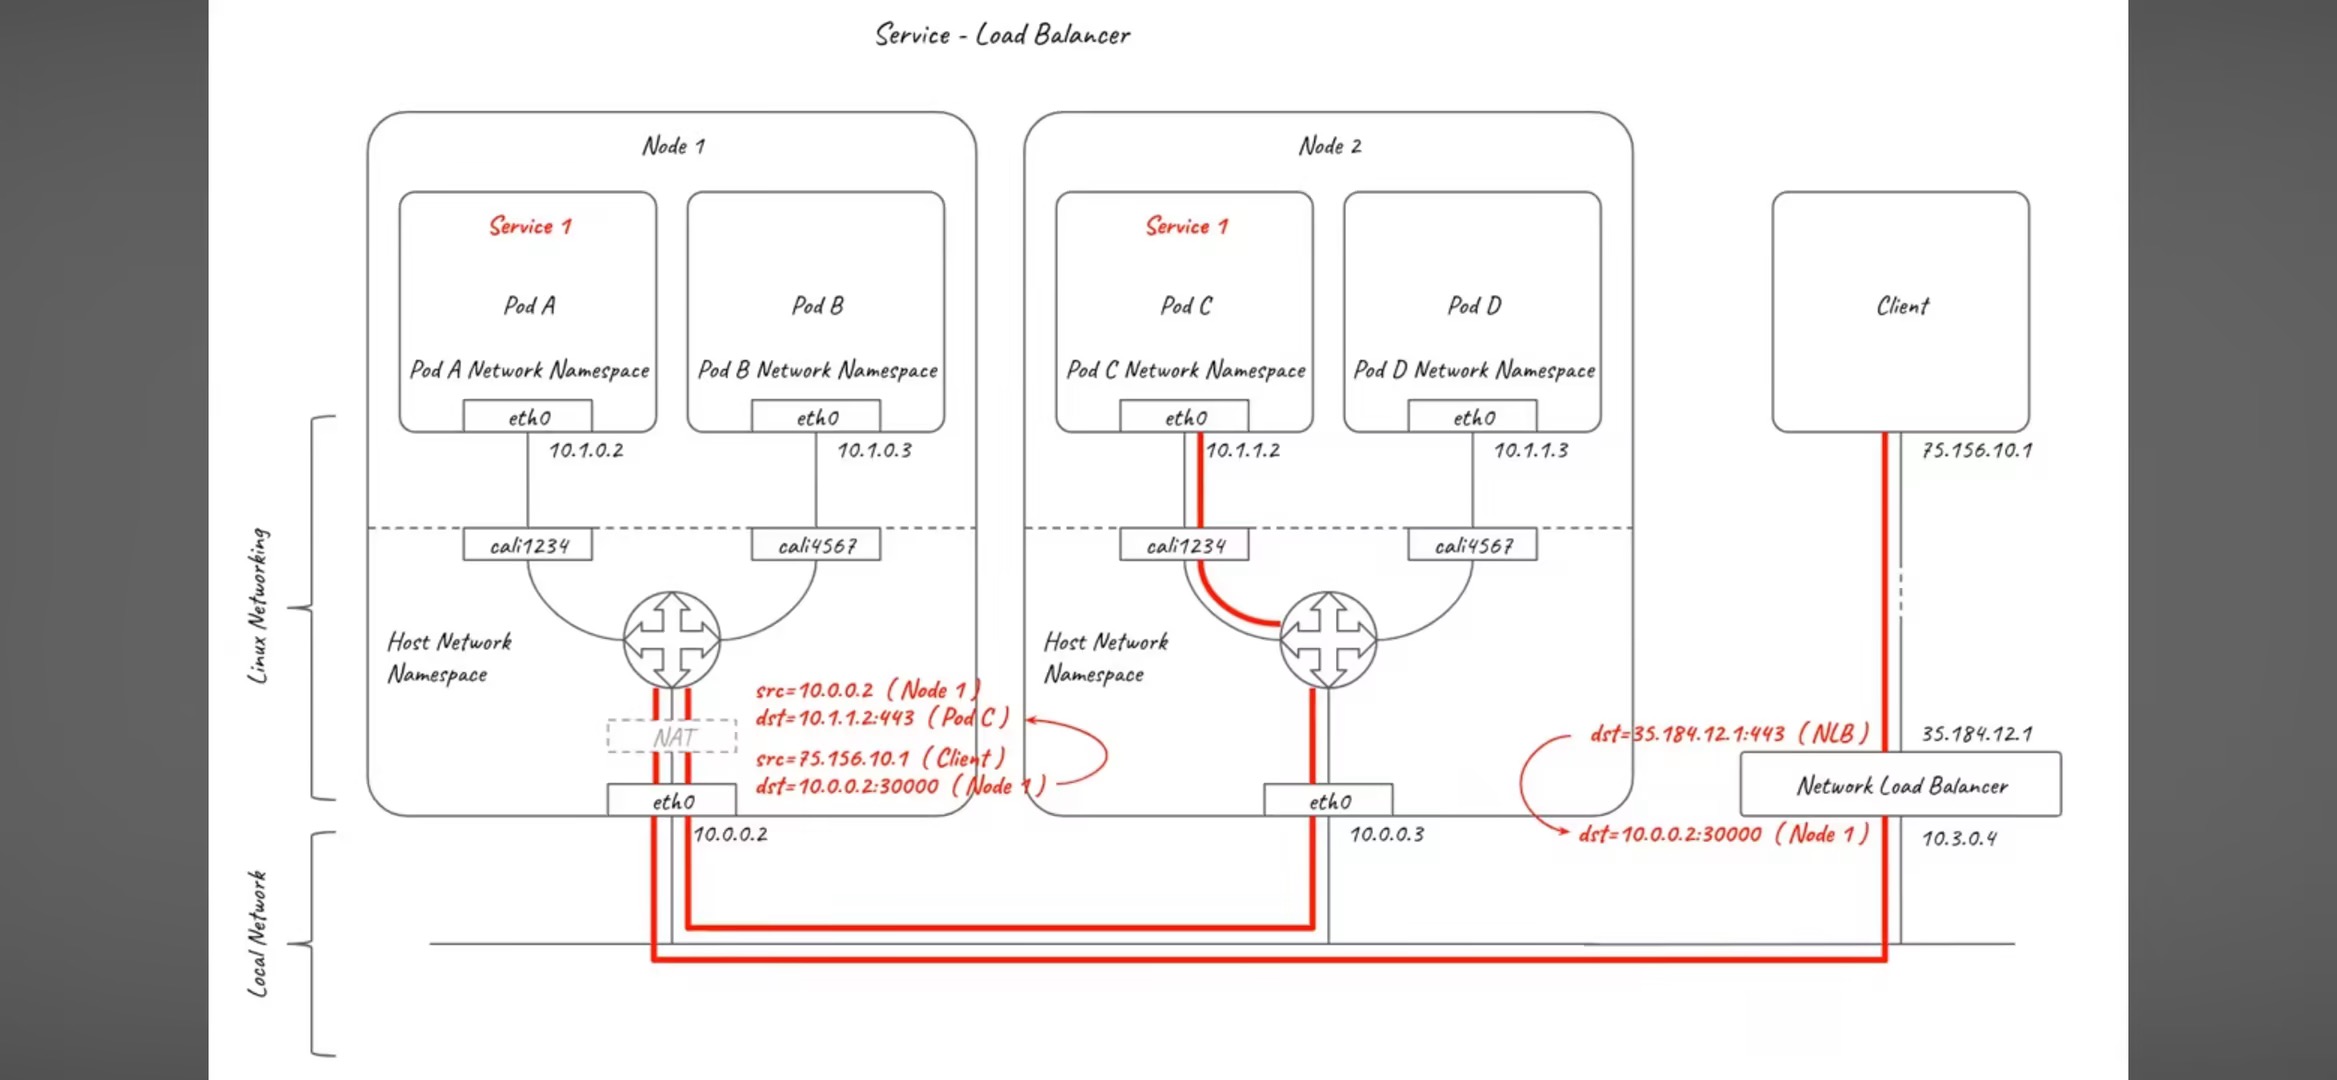 Service - Load Balancer
Node 1
Node 2
Service 1
Service 1
Pod A
Pod B
Pod C
Pod D
Client
Pod A Network Namespace
Pod B Network Namespace
Pod C Network Namespace
Pod D Network Namespace
eth0
eth0
eth0
eth0
10.1.0.2
10.1.0.3
10.1.1.2
10.1.1.3
75.156.10.1
cali1234
cali4567
cali1234
cali4567
Linux Networking
Host Network
Namespace
Host Network
Namespace
src=10.0.0.2 (Node 1)
dst=10.1.1.2:443 (Pod C)
NAT
src=75.156.10.1 (Client)
dst=10.0.0.2:30000 (Node 1)
dst=35.184.12.1:443 (NLB)
35.184.12.1
Network Load Balancer
eth0
eth0
10.0.0.2
10.0.0.3
dst=10.0.0.2:30000 (Node 1)
10.3.0.4
Local Network